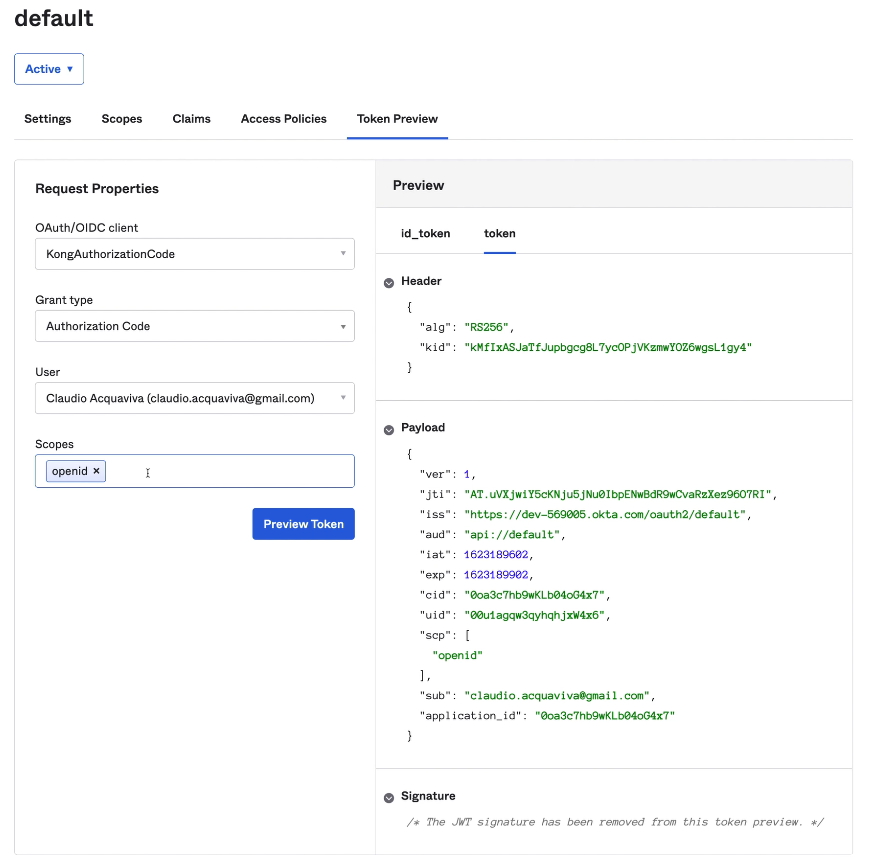 default
Active ▾
Settings Scopes Claims Access Policies Token Preview
Request Properties
OAuth/OIDC client
KongAuthorizationCode
Grant type
Authorization Code
User
Claudio Acquaviva (claudio.acquaviva@gmail.com)
Scopes
openid ×
Preview Token
Preview
id_token token
Header
{
"alg": "RS256",
"kid": "kMfIxASJaTfJupbgcg8L7ycOPjVKzmwYOZ6wgsL1gy4"
}
Payload
{
"ver": 1,
"jti": "AT.uVXjwiY5cKNju5jNu0IbpENwBdR9wCvaRzXez96O7RI",
"iss": "https://dev-569005.okta.com/oauth2/default",
"aud": "api://default",
"iat": 1623189602,
"exp": 1623189902,
"cid": "0oa3c7hb9wKLb04oG4x7",
"uid": "00u1agqw3qyhqhjxW4x6",
"scp": [
"openid"
],
"sub": "claudio.acquaviva@gmail.com",
"application_id": "0oa3c7hb9wKLb04oG4x7"
}
Signature
/* The JWT signature has been removed from this token preview. */